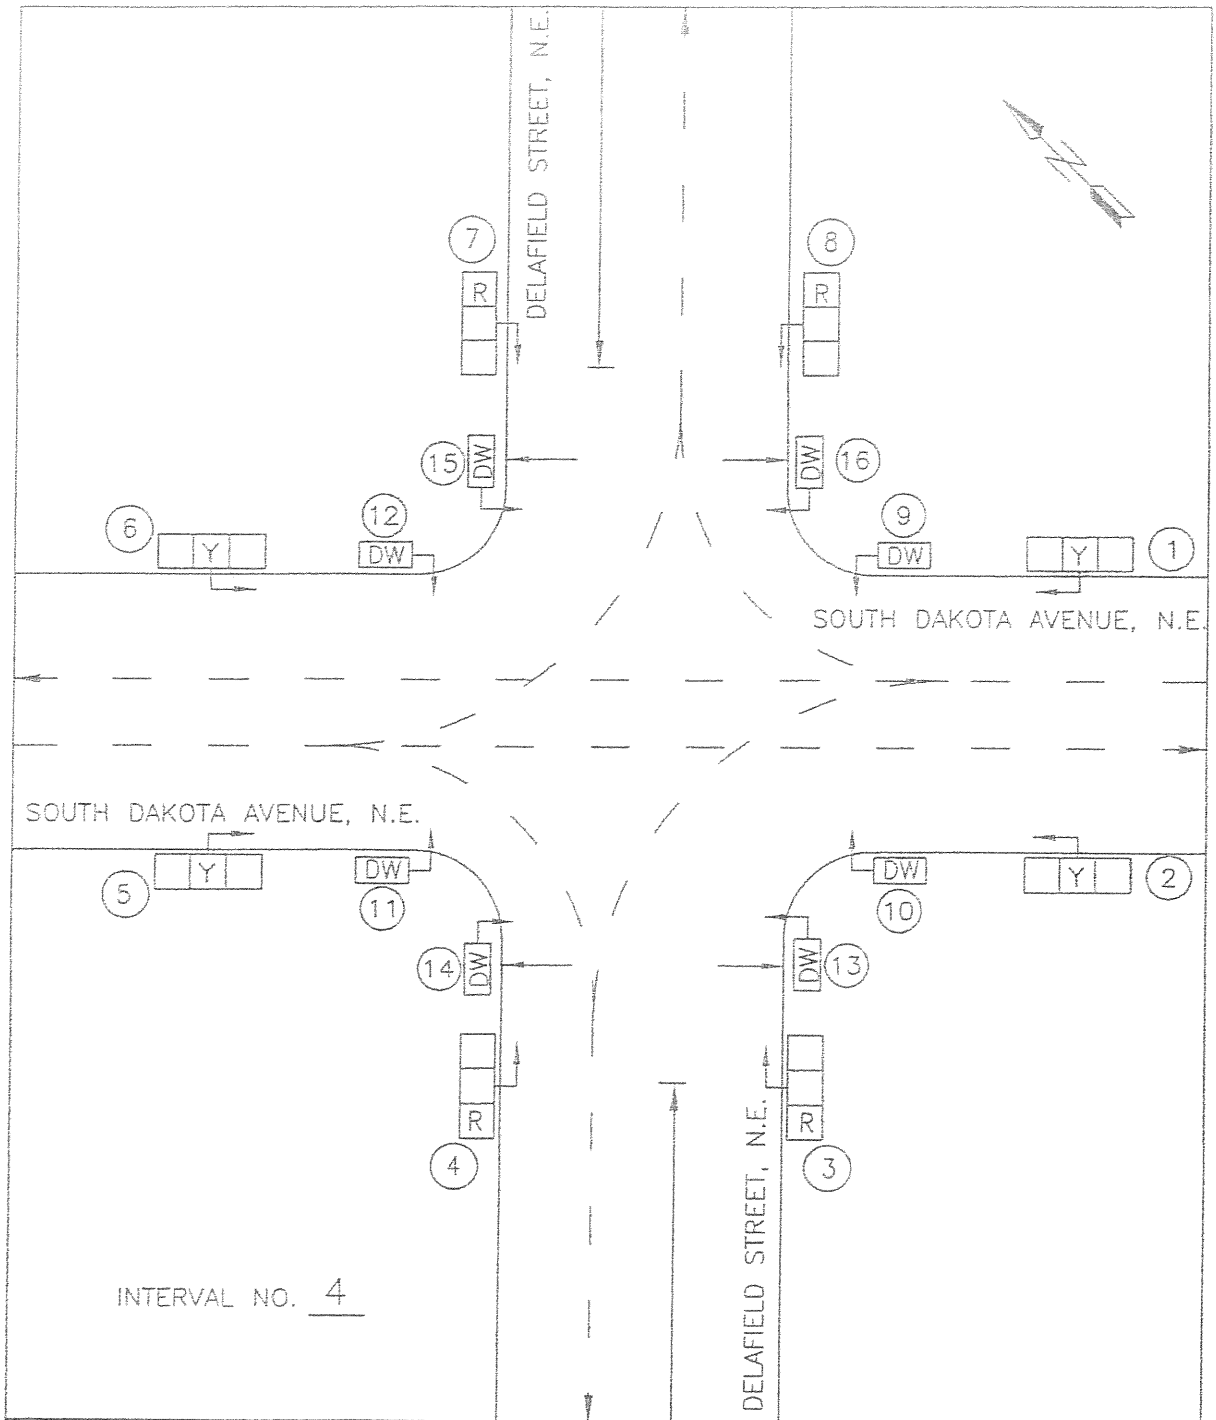 DELAFIELD STREET, N.E.
N
7
8
R
R
15
DW
DW
16
6
12
9
1
Y
DW
DW
Y
SOUTH DAKOTA AVENUE, N.E.
SOUTH DAKOTA AVENUE, N.E.
5
Y
DW
11
DW
10
Y
2
14
DW
DW
13
R
4
R
3
DELAFIELD STREET, N.E.
INTERVAL NO. 4